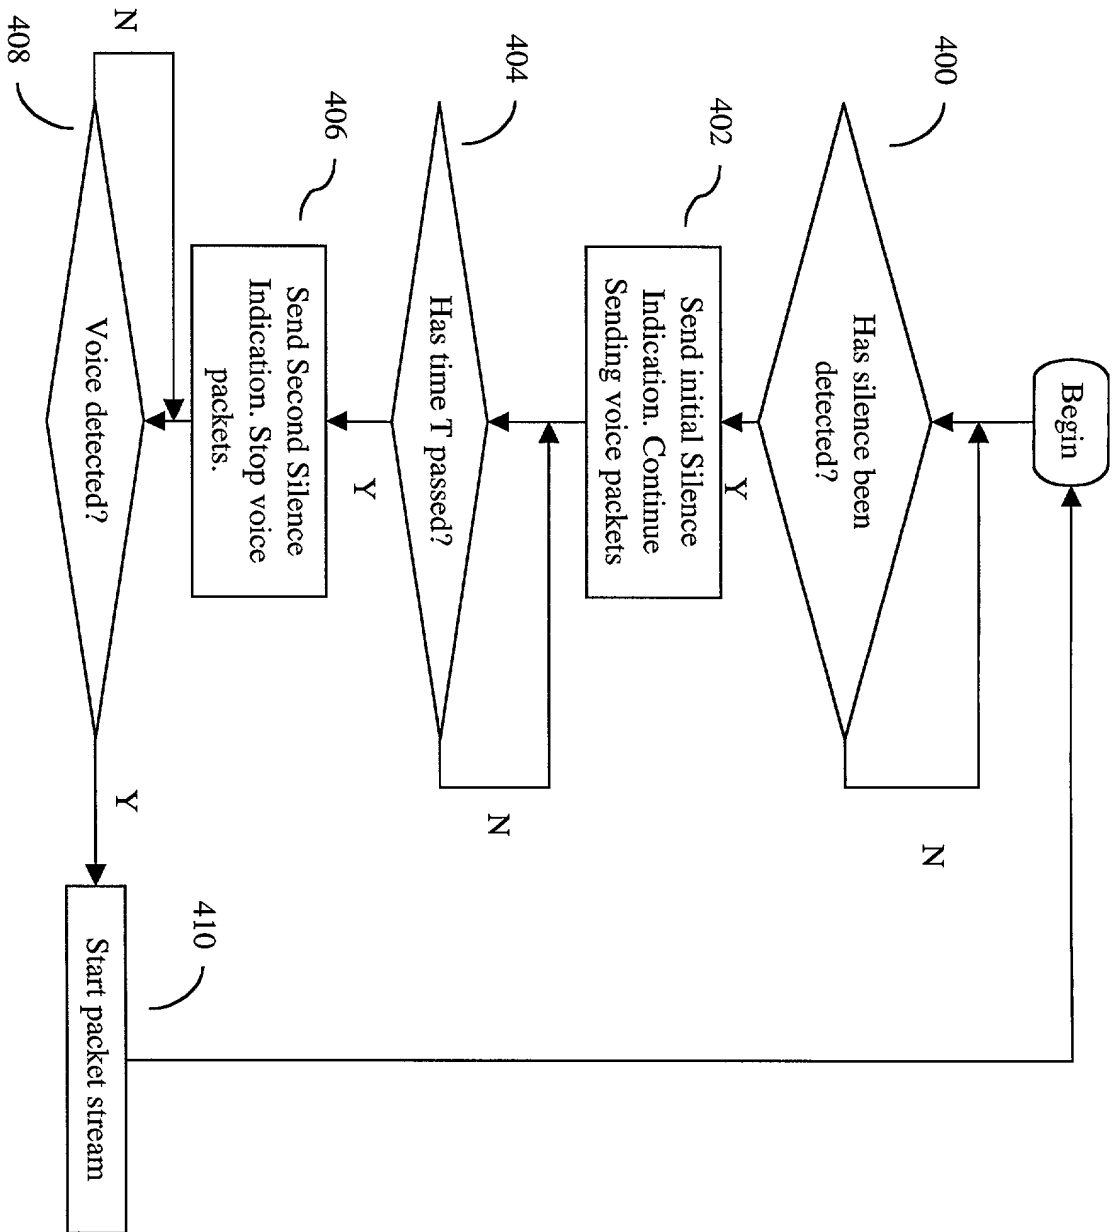 Begin
400
Has silence been
detected?
N
Y
402
Send initial Silence
Indication. Continue
Sending voice packets
404
Has time T passed?
N
Y
406
Send Second Silence
Indication. Stop voice
packets.
N
408
Voice detected?
Y
410
Start packet stream